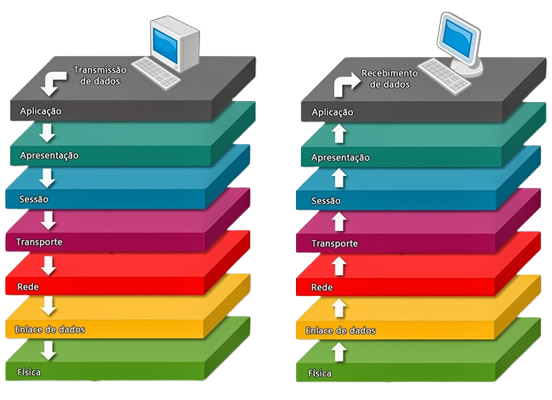 Transmissão
de dados
Aplicação
Apresentação
Sessão
Transporte
Rede
Enlace de dados
Física
Recebimento
de dados
Aplicação
Apresentação
Sessão
Transporte
Rede
Enlace de dados
Física